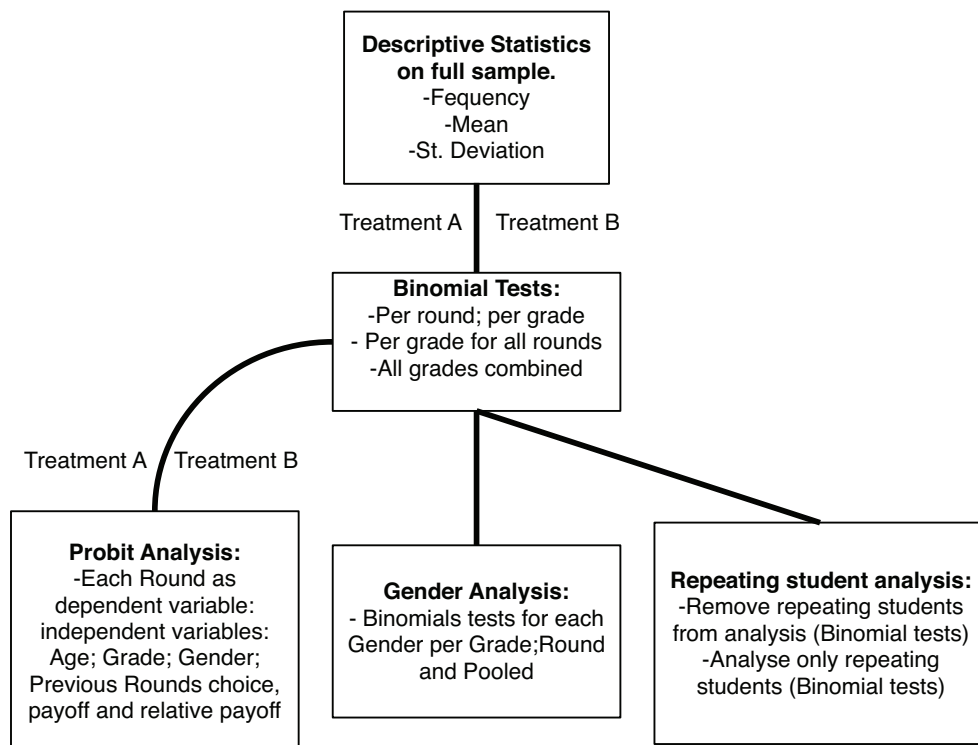 Descriptive Statistics
on full sample.
-Fequency
-Mean
-St. Deviation
Treatment A
Treatment B
Binomial Tests:
-Per round; per grade
- Per grade for all rounds
-All grades combined
Treatment A
Treatment B
Probit Analysis:
-Each Round as
dependent variable:
independent variables:
Age; Grade; Gender;
Previous Rounds choice,
payoff and relative payoff
Gender Analysis:
- Binomials tests for each
Gender per Grade;Round
and Pooled
Repeating student analysis:
-Remove repeating students
from analysis (Binomial tests)
-Analyse only repeating
students (Binomial tests)